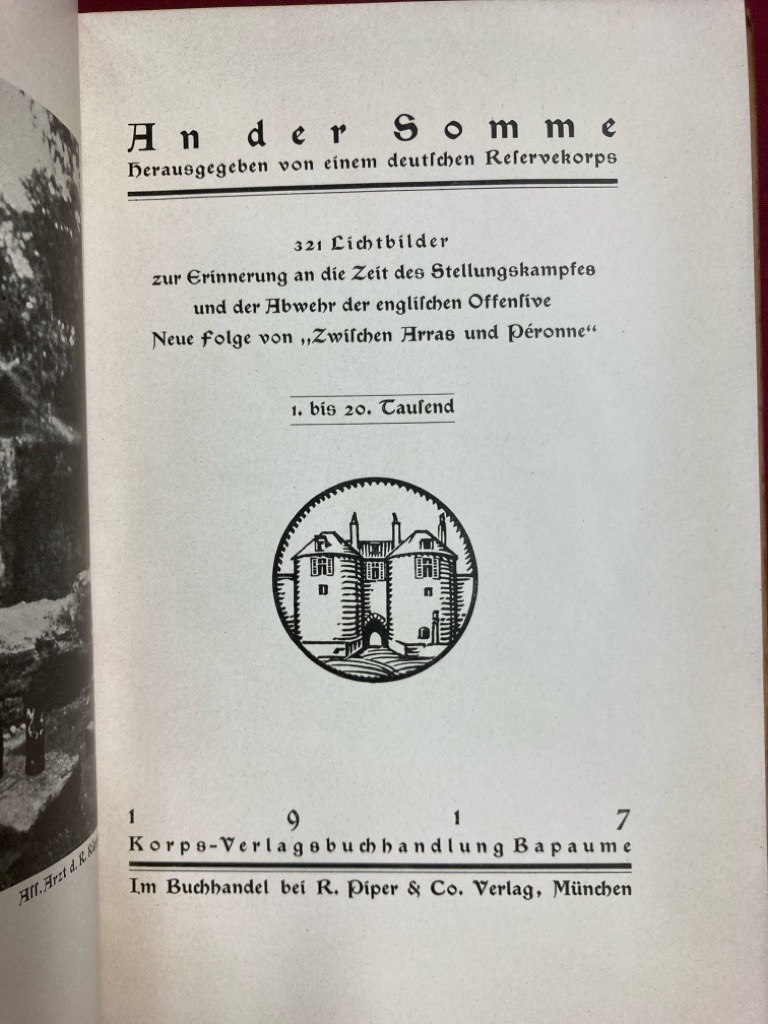 An der Somme
Herausgegeben von einem deutſchen Reſervekorps
321 Lichtbilder
zur Erinnerung an die Zeit des Stellungskampfes
und der Abwehr der engliſchen Offenſive
Neue Folge von „Zwiſchen Arras und Péronne“
1. bis 20. Tauſend
1917
Korps-Verlagsbuchhandlung Bapaume
Im Buchhandel bei R. Piper & Co. Verlag, München
Aſſ. Arzt d. R.